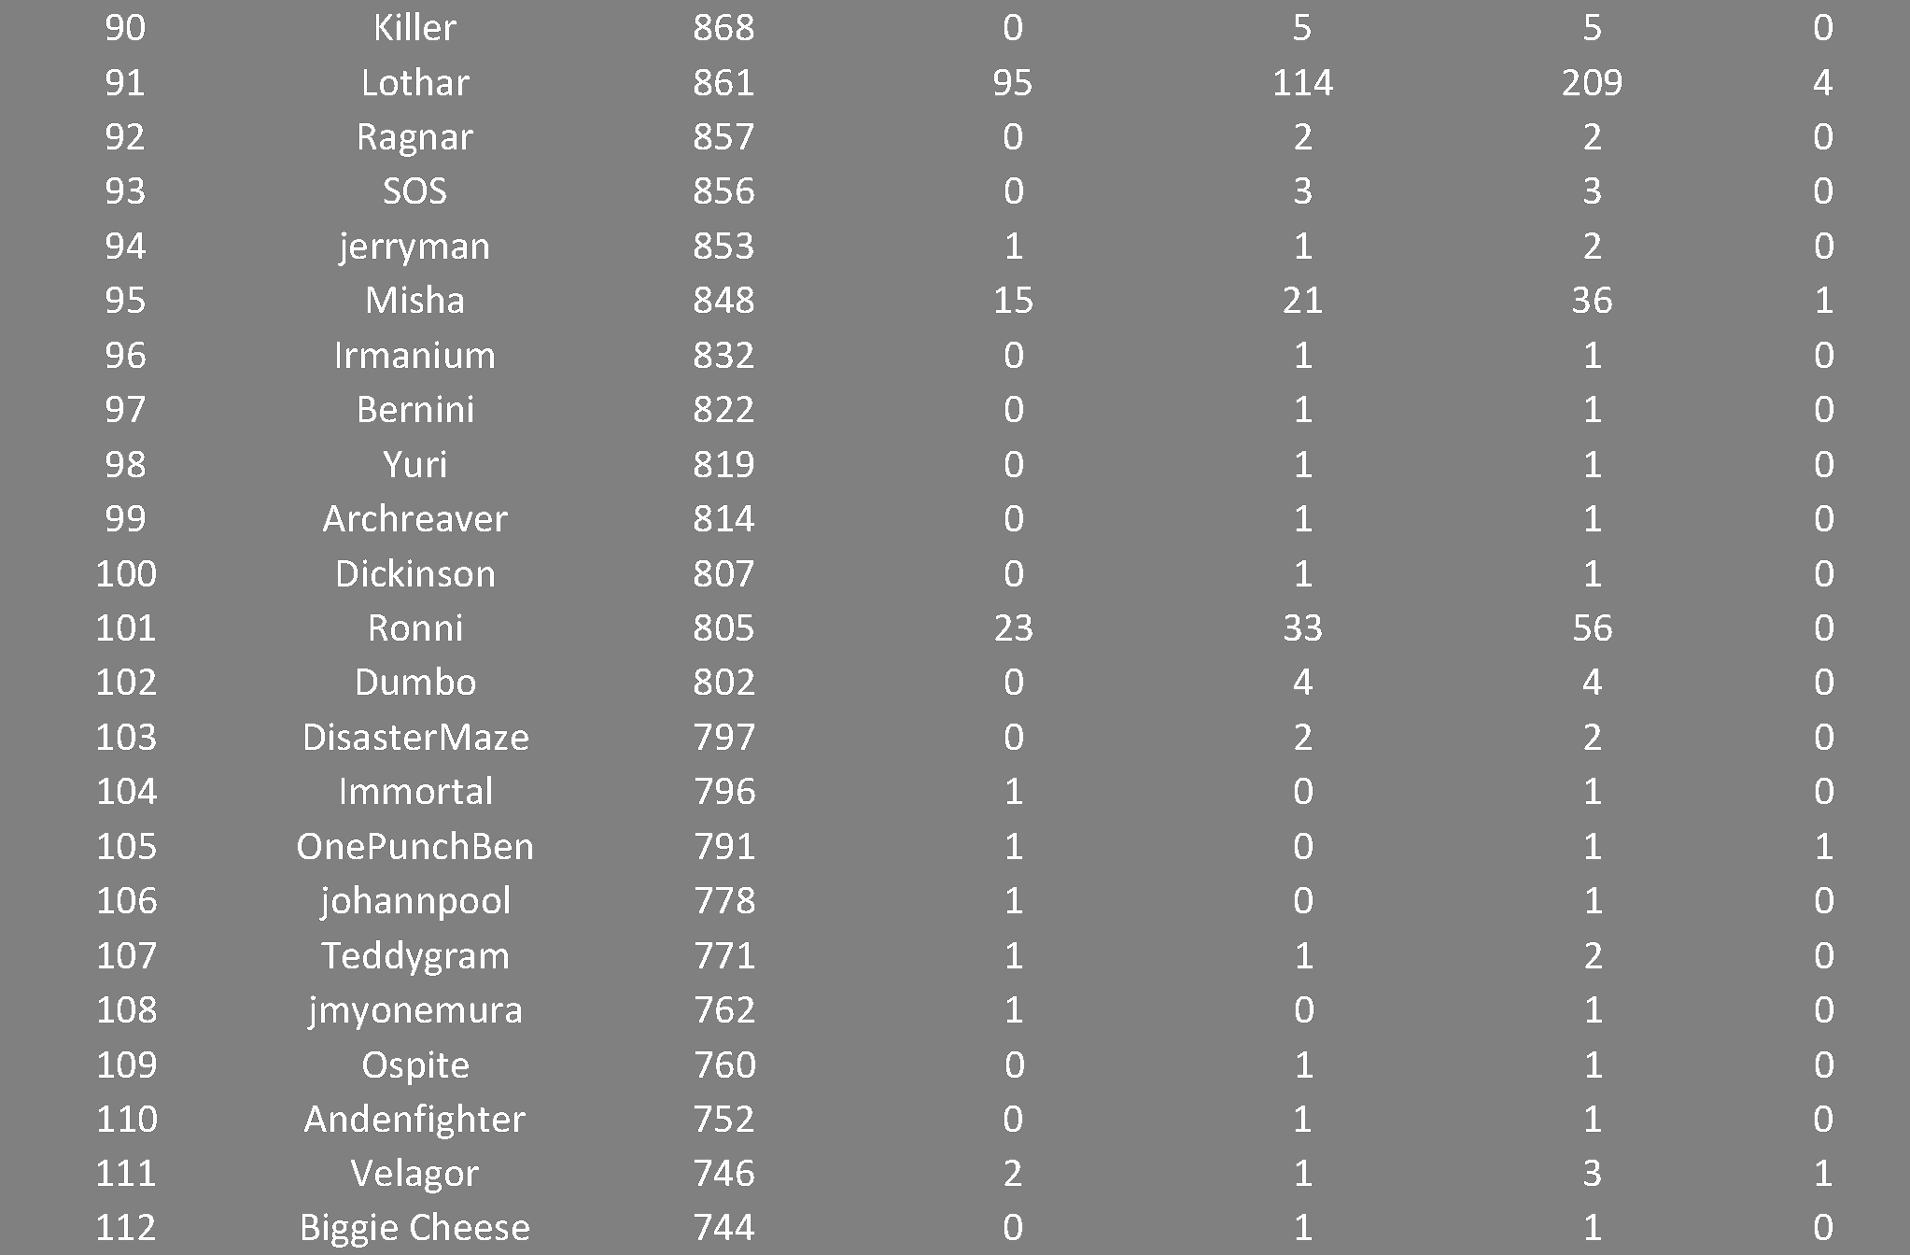 90 Killer 868 0 5 5 0
91 Lothar 861 95 114 209 4
92 Ragnar 857 0 2 2 0
93 SOS 856 0 3 3 0
94 jerryman 853 1 1 2 0
95 Misha 848 15 21 36 1
96 Irmanium 832 0 1 1 0
97 Bernini 822 0 1 1 0
98 Yuri 819 0 1 1 0
99 Archreaver 814 0 1 1 0
100 Dickinson 807 0 1 1 0
101 Ronni 805 23 33 56 0
102 Dumbo 802 0 4 4 0
103 DisasterMaze 797 0 2 2 0
104 Immortal 796 1 0 1 0
105 OnePunchBen 791 1 0 1 1
106 johannpool 778 1 0 1 0
107 Teddygram 771 1 1 2 0
108 jmyonemura 762 1 0 1 0
109 Ospite 760 0 1 1 0
110 Andenfighter 752 0 1 1 0
111 Velagor 746 2 1 3 1
112 Biggie Cheese 744 0 1 1 0